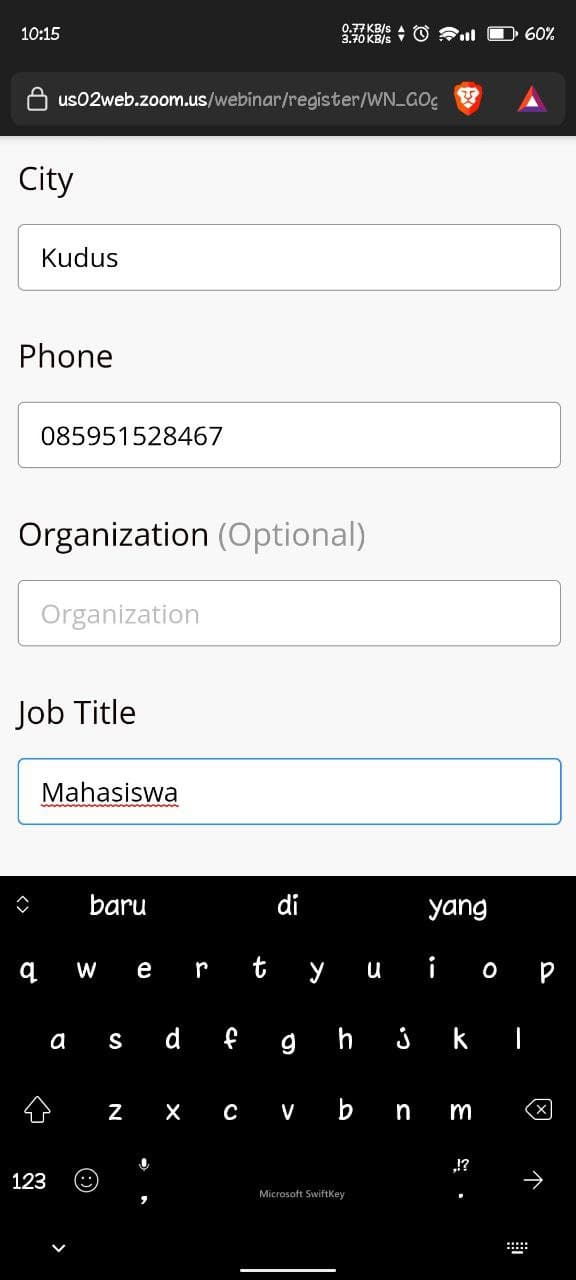 10:15
0.77 KB/s
3.70 KB/s
60%
us02web.zoom.us/webinar/register/WN_GOg
City
Kudus
Phone
085951528467
Organization (Optional)
Organization
Job Title
Mahasiswa
baru di yang
q w e r t y u i o p
a s d f g h j k l
z x c v b n m
123 , Microsoft SwiftKey ,!? .